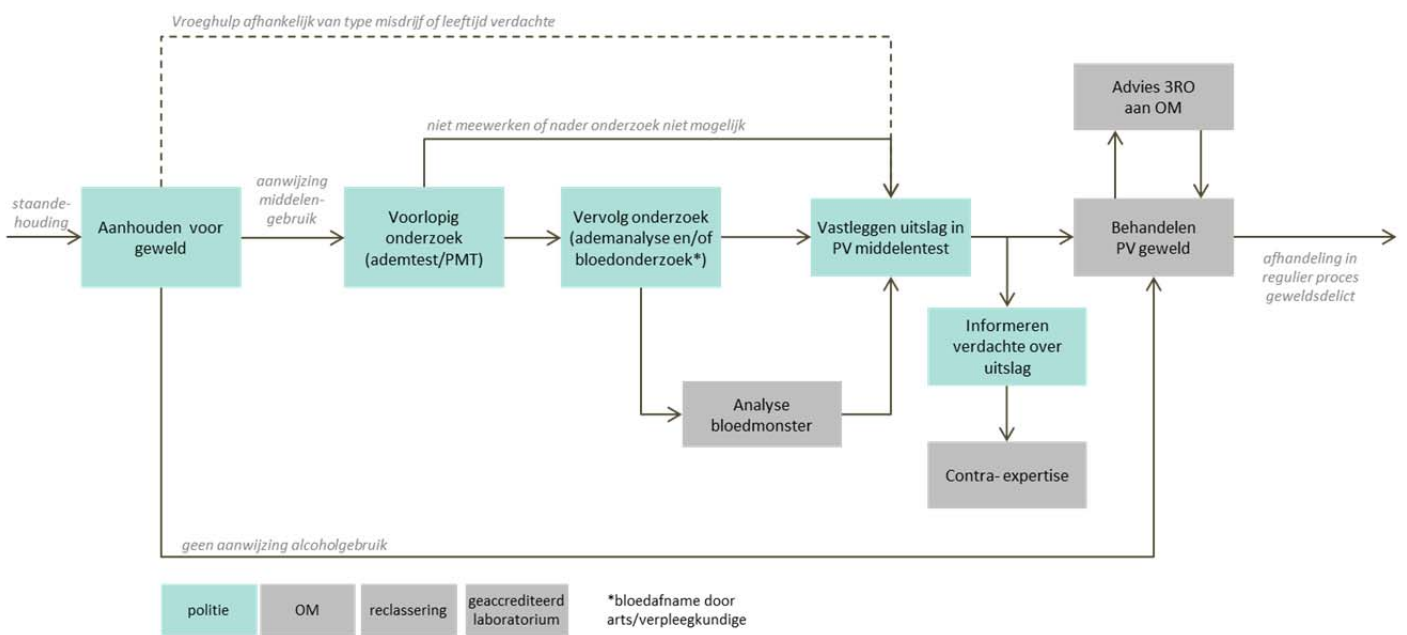 Vroeghulp afhankelijk van type misdrijf of leeftijd verdachte
niet meewerken of nader onderzoek niet mogelijk
Advies 3RO
aan OM
staande-
houding
Aanhouden voor
geweld
aanwijzing
middelen-
gebruik
Voorlopig
onderzoek
(ademtest/PMT)
Vervolg onderzoek
(ademanalyse en/of
bloedonderzoek*)
Vastleggen uitslag in
PV middelentest
Behandelen
PV geweld
afhandeling in
regulier proces
geweldsdelict
Informeren
verdachte over
uitslag
Analyse
bloedmonster
Contra- expertise
geen aanwijzing alcoholgebruik
politie
OM
reclassering
geaccrediteerd
laboratorium
*bloedafname door
arts/verpleegkundige